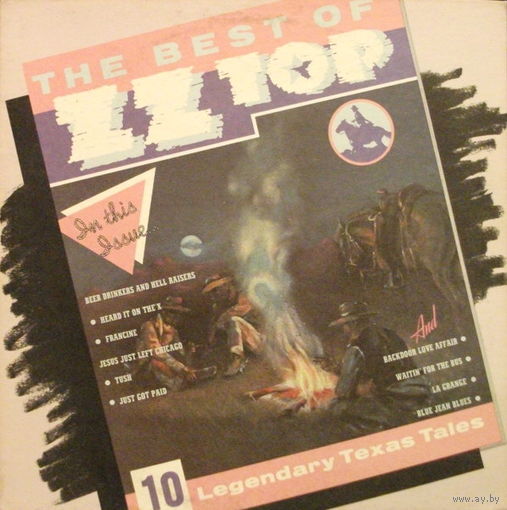 THE BEST OF
ZZ TOP
In this
Issue...
BEER DRINKERS AND HELL RAISERS
• HEARD IT ON THE X
• FRANCINE
JESUS JUST LEFT CHICAGO
• TUSH
• JUST GOT PAID
And
BACKDOOR LOVE AFFAIR •
WAITIN' FOR THE BUS •
LA GRANGE •
BLUE JEAN BLUES •
10 Legendary Texas Tales
www.ay.by